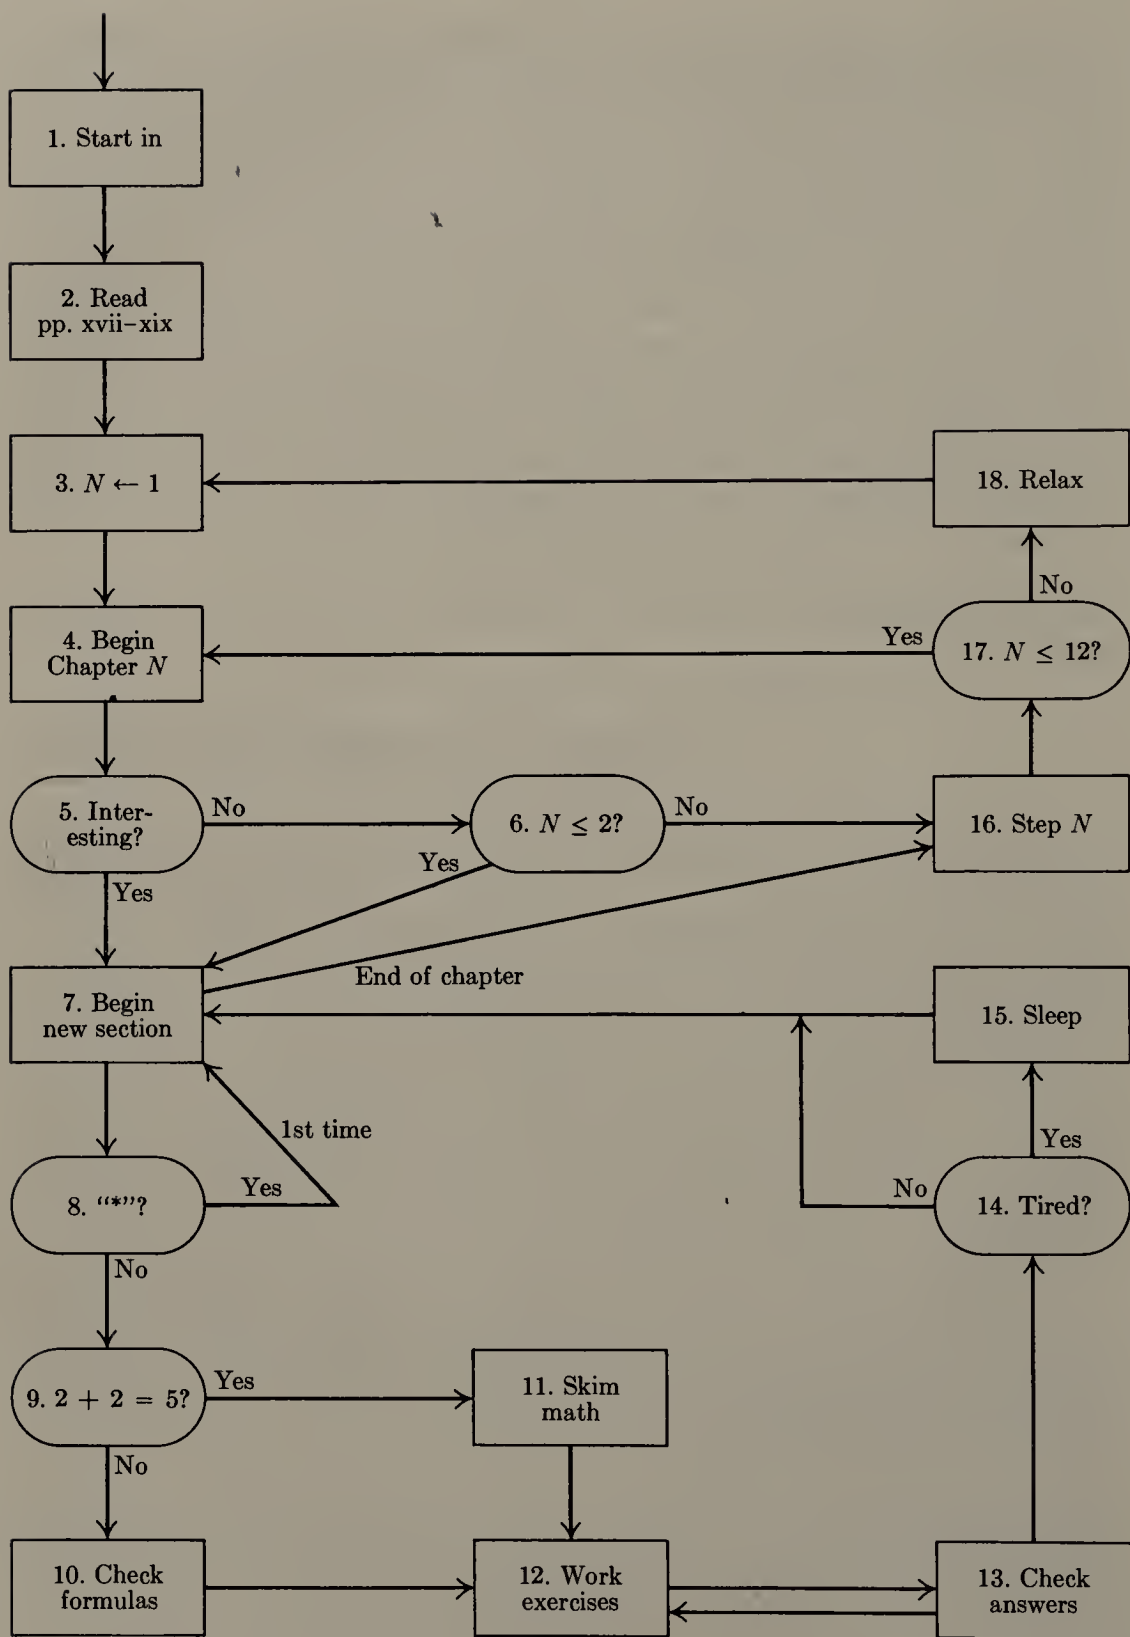 1. Start in
2. Read
pp. xvii–xix
3. N ← 1
18. Relax
No
4. Begin
Chapter N
Yes
17. N ≤ 12?
5. Inter-
esting?
No
6. N ≤ 2?
No
16. Step N
Yes
Yes
End of chapter
7. Begin
new section
15. Sleep
1st time
Yes
8. “*”?
Yes
No
14. Tired?
No
9. 2 + 2 = 5?
Yes
11. Skim
math
No
10. Check
formulas
12. Work
exercises
13. Check
answers